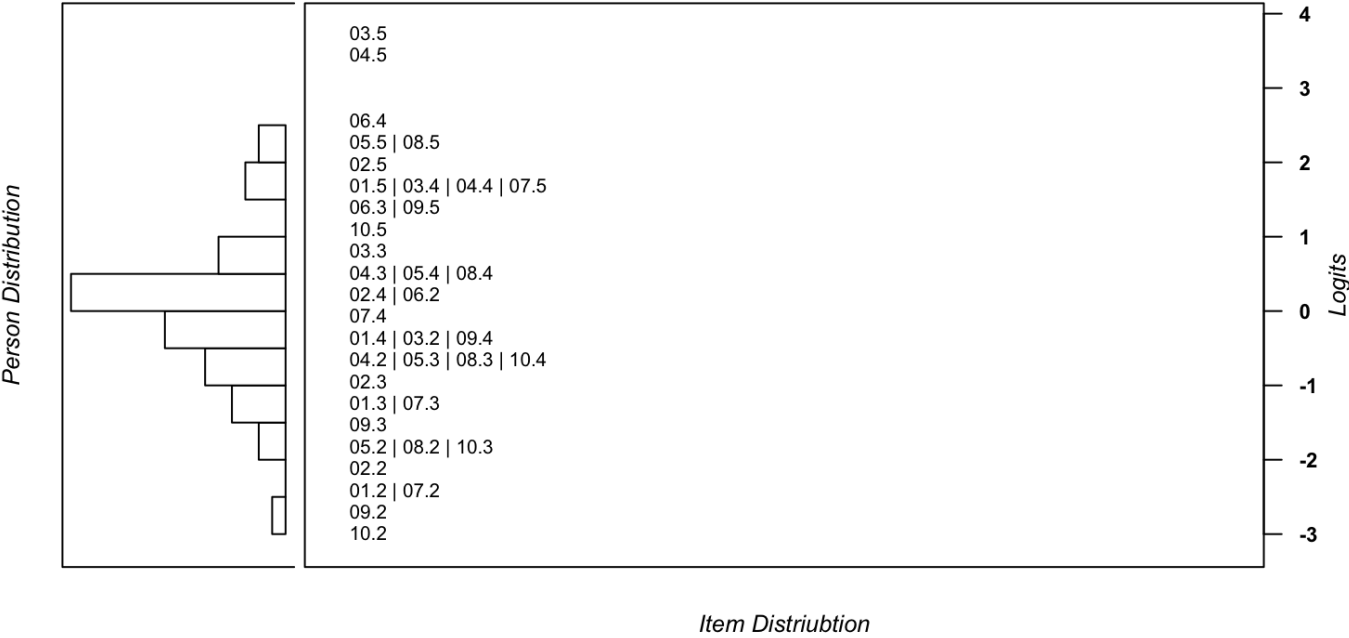 Person Distribution
03.5
04.5
06.4
05.5 | 08.5
02.5
01.5 | 03.4 | 04.4 | 07.5
06.3 | 09.5
10.5
03.3
04.3 | 05.4 | 08.4
02.4 | 06.2
07.4
01.4 | 03.2 | 09.4
04.2 | 05.3 | 08.3 | 10.4
02.3
01.3 | 07.3
09.3
05.2 | 08.2 | 10.3
02.2
01.2 | 07.2
09.2
10.2
4
3
2
1
0
-1
-2
-3
Logits
Item Distriubtion